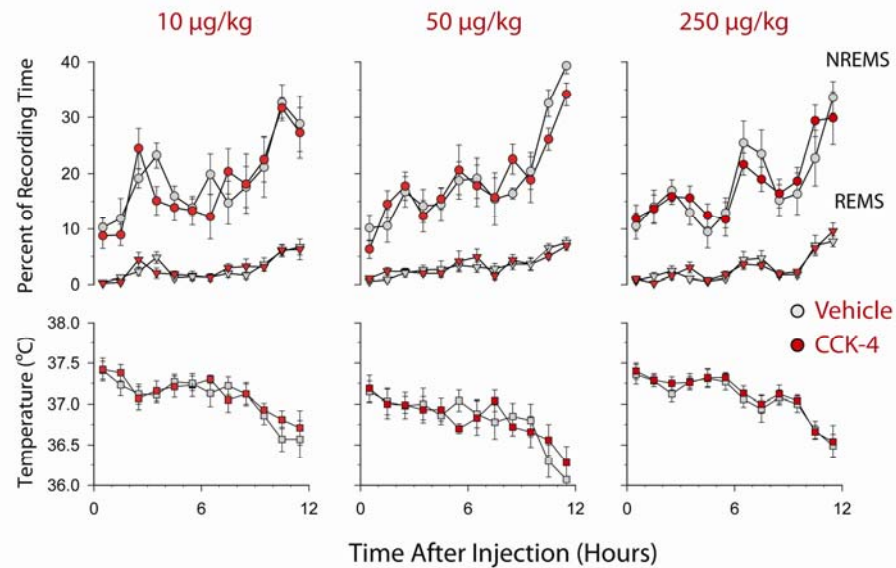 10 µg/kg 50 µg/kg 250 µg/kg
Percent of Recording Time
40
30
20
10
0
NREMS
REMS
Vehicle
CCK-4
Temperature (°C)
38.0
37.5
37.0
36.5
36.0
0 6 12 0 6 12 0 6 12
Time After Injection (Hours)